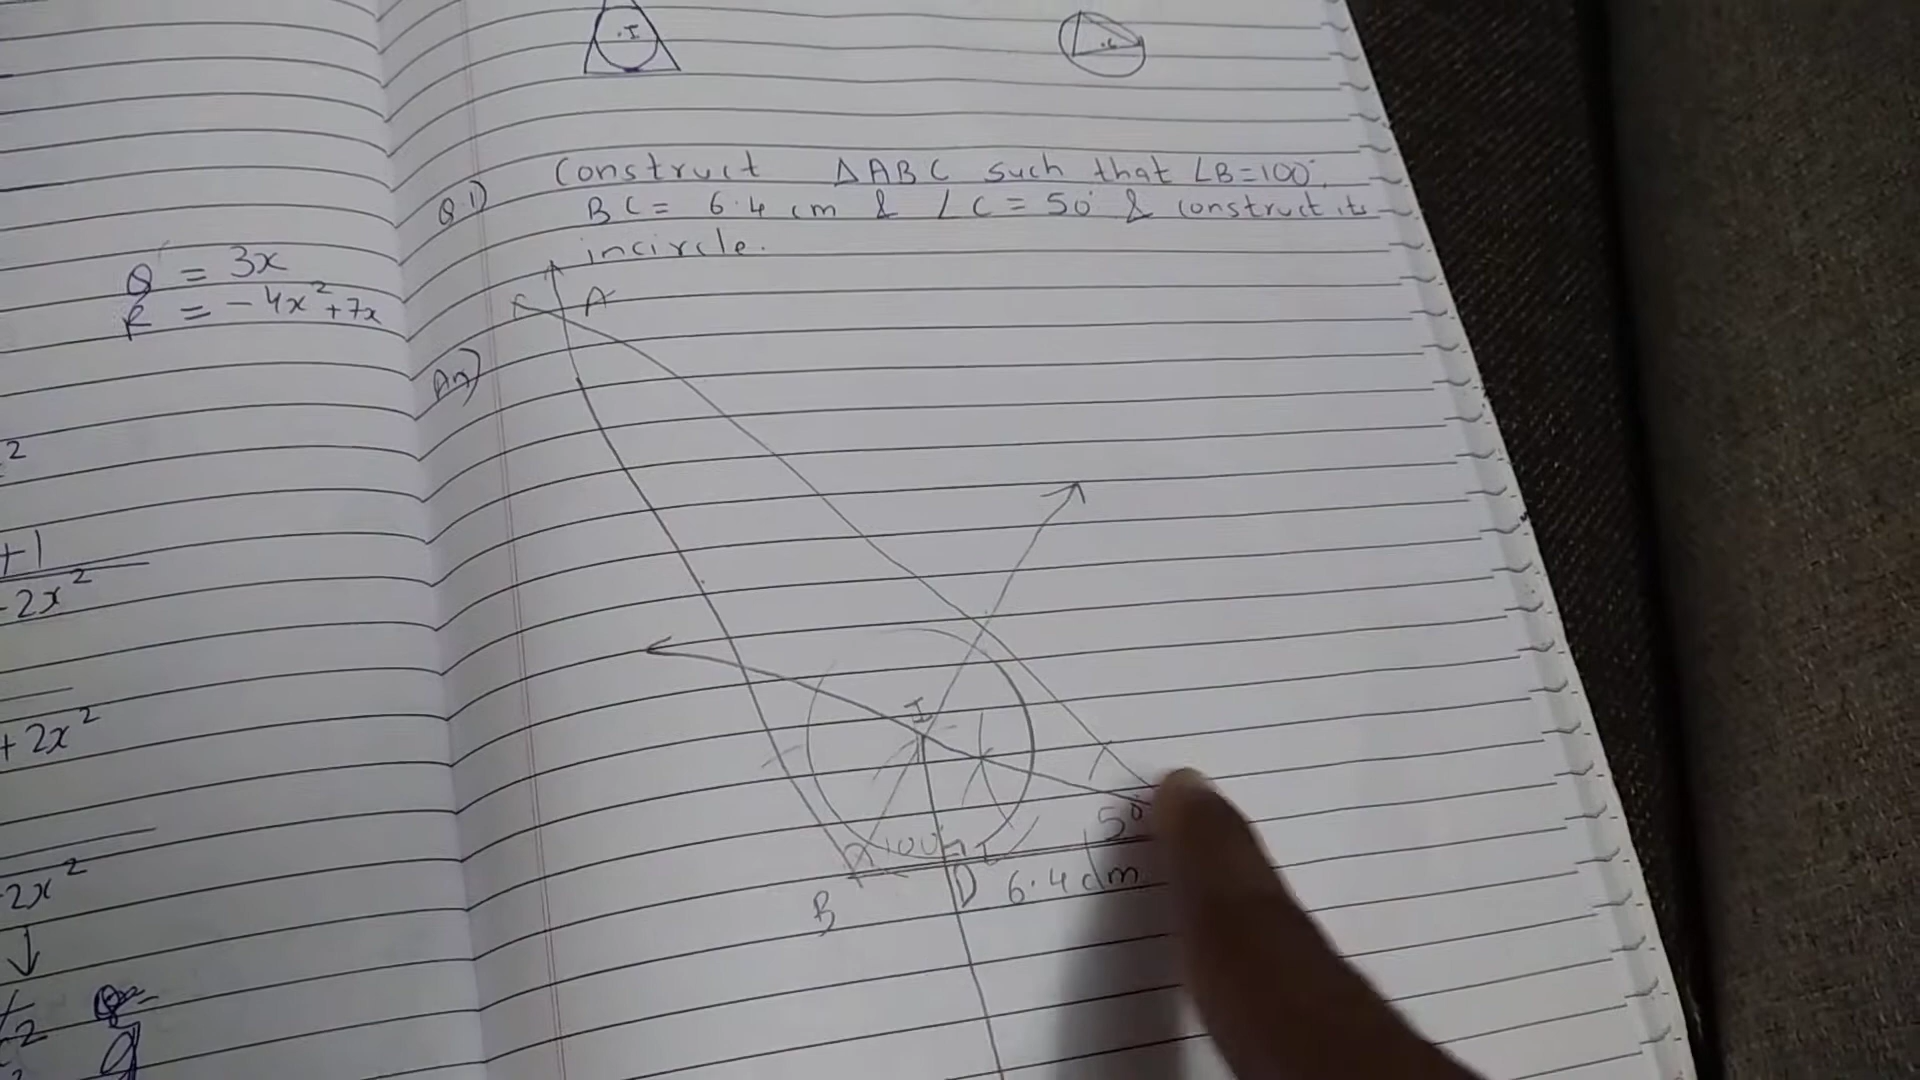 .I
.c
Q.1) Construct ΔABC such that ∠B=100°,
BC = 6.4 cm & ∠C = 50° & construct its
incircle.
Q = 3x
R = -4x²+7x
Ans)
A
2
+1
-2x²
+2x²
-2x²
I
100°
50
B
D
6.4 cm